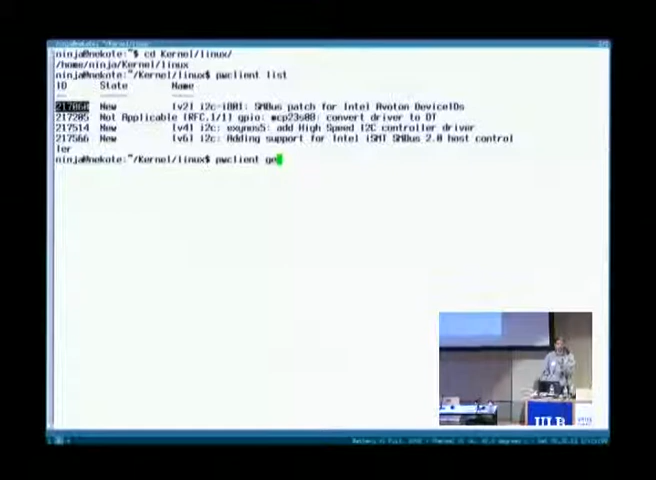 ninja@nekote:~$ cd Kernel/linux/
/home/ninja/Kernel/linux
ninja@nekote:~/Kernel/linux$ pwclient list
ID State Name
-- ----- ----
217868 New [v2] i2c-i801: SMBus patch for Intel Avoton DeviceIDs
217205 Not Applicable [RFC,1/1] gpio: mcp23s08: convert driver to DT
217514 New [v4] i2c: exynos5: add High Speed I2C controller driver
217566 New [v6] i2c: Adding support for Intel iSMT SMBus 2.0 host control
ler
ninja@nekote:~/Kernel/linux$ pwclient ge
ULB